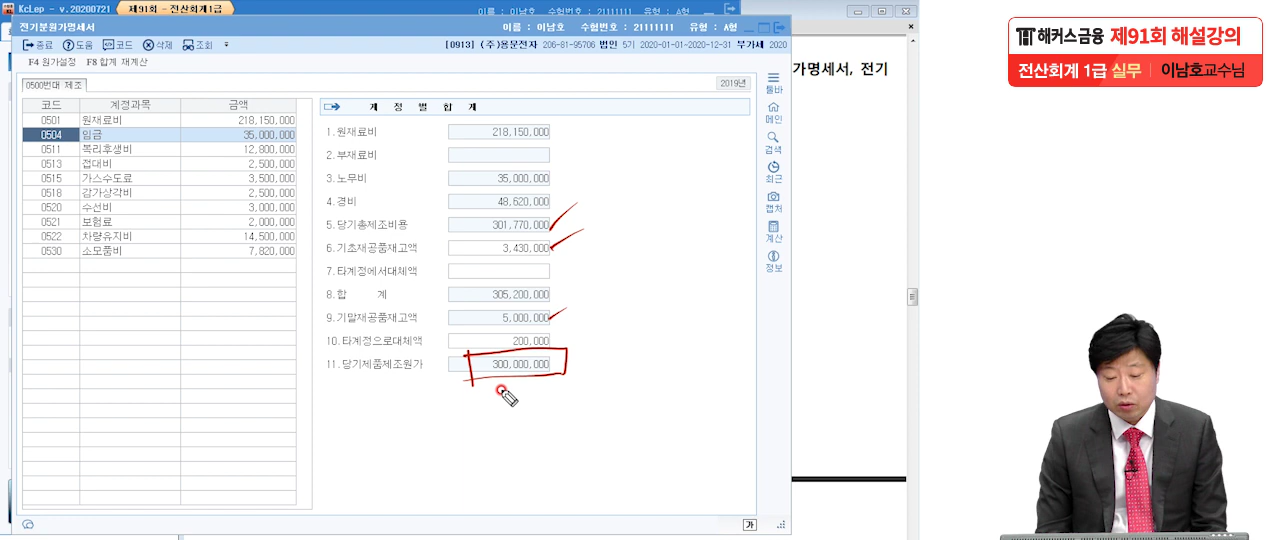 KcLep - v.20200721 제91회 - 전산회계1급
이름 : 이남호 수험번호 : 21111111 유형 : A형
전기분원가명세서 이름 : 이남호 수험번호 : 21111111 유형 : A형
종료 도움 코드 삭제 조회 [0913] (주)용문전자 206-81-95706 법인 5기 2020-01-01~2020-12-31 부가세 2020
F4 원가설정 F8 합계 재계산
0500번대 제조 2019년
코드 계정과목 금액
0501 원재료비 218,150,000
0504 임금 35,000,000
0511 복리후생비 12,800,000
0513 접대비 2,500,000
0515 가스수도료 3,500,000
0518 감가상각비 2,500,000
0520 수선비 3,000,000
0521 보험료 2,000,000
0522 차량유지비 14,500,000
0530 소모품비 7,820,000
계 정 별 합 계
1.원재료비 218,150,000
2.부재료비
3.노무비 35,000,000
4.경비 48,620,000
5.당기총제조비용 301,770,000
6.기초재공품재고액 3,430,000
7.타계정에서대체액
8.합 계 305,200,000
9.기말재공품재고액 5,000,000
10.타계정으로대체액 200,000
11.당기제품제조원가 300,000,000
툴바
메인
검색
최근
캡처
계산
정보
가
가명세서, 전기
해커스금융 제91회 해설강의
전산회계 1급 실무 이남호교수님